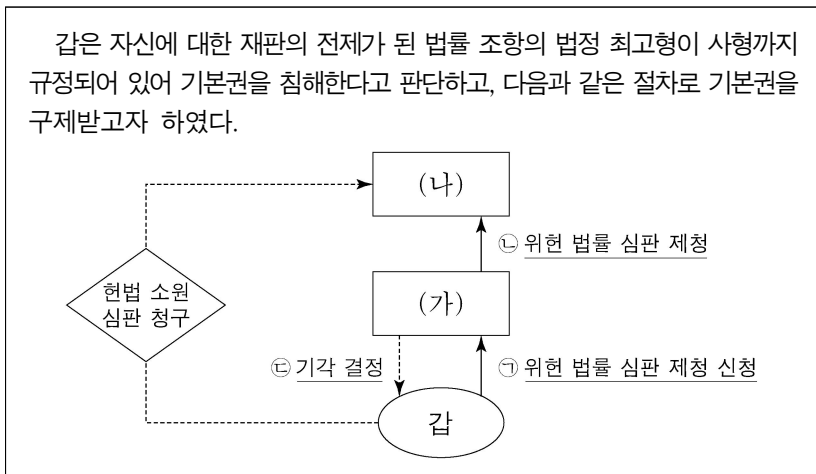 갑은 자신에 대한 재판의 전제가 된 법률 조항의 법정 최고형이 사형까지
규정되어 있어 기본권을 침해한다고 판단하고, 다음과 같은 절차로 기본권을
구제받고자 하였다.
(나)
㉡ 위헌 법률 심판 제청
헌법 소원
심판 청구
(가)
㉢ 기각 결정
㉠ 위헌 법률 심판 제청 신청
갑